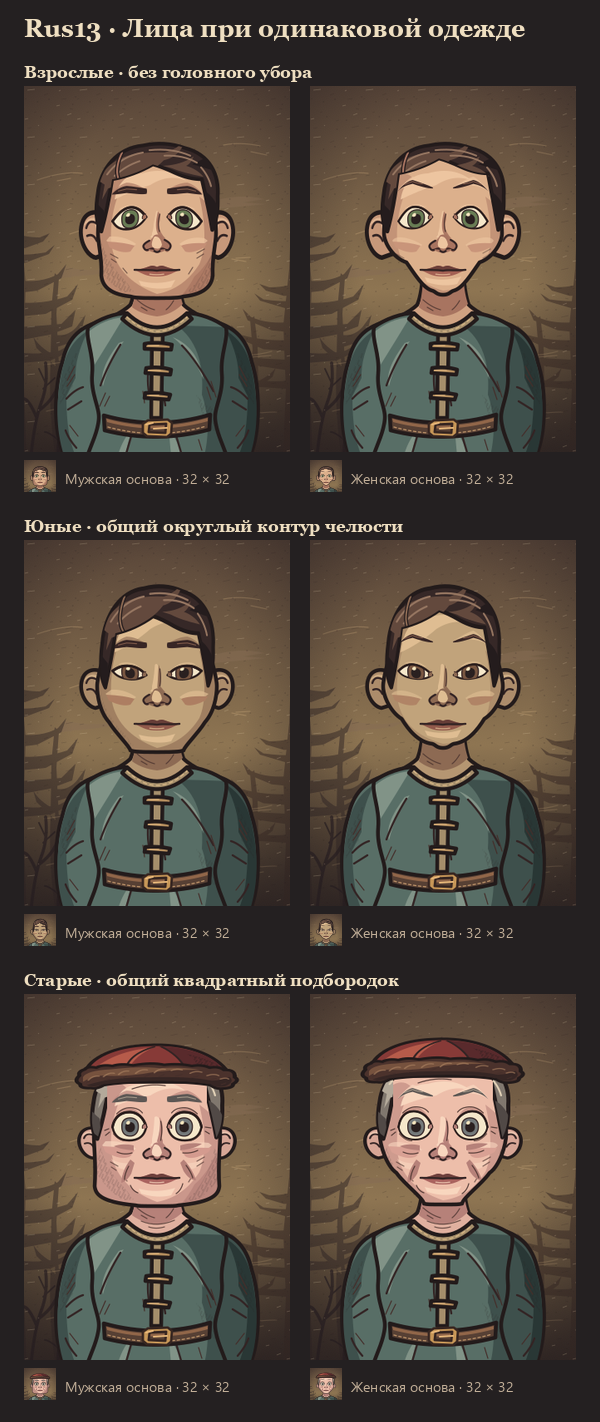 Rus13 · Лица при одинаковой одежде
Взрослые · без головного убора
Мужская основа · 32 × 32
Женская основа · 32 × 32
Юные · общий округлый контур челюсти
Мужская основа · 32 × 32
Женская основа · 32 × 32
Старые · общий квадратный подбородок
Мужская основа · 32 × 32
Женская основа · 32 × 32